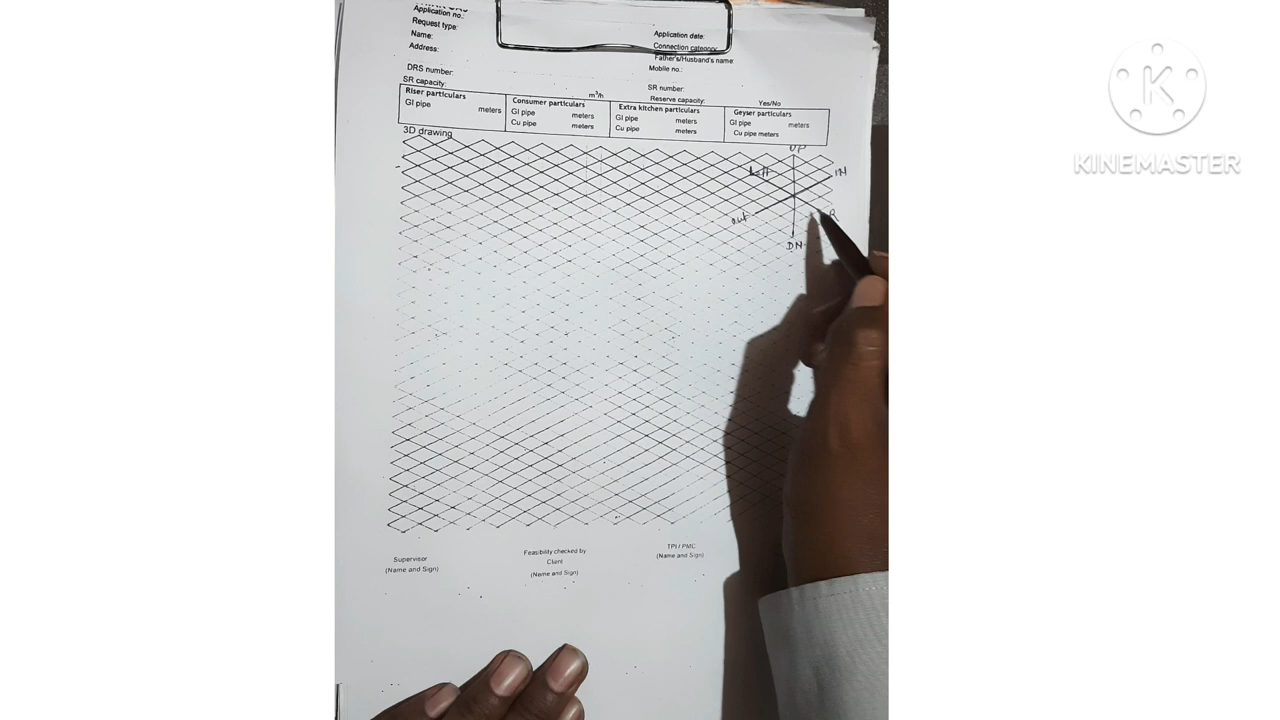 Application no.:
Request type:
Name:
Address:
Application date:
Connection category:
Father's/Husband's name:
Mobile no.:
DRS number:
SR capacity:
m³/h
SR number:
Reserve capacity:
Yes/No
Riser particulars
GI pipe meters
Consumer particulars
GI pipe meters
Cu pipe meters
Extra kitchen particulars
GI pipe meters
Cu pipe meters
Geyser particulars
GI pipe meters
Cu pipe meters
3D drawing
UP
Left
IN
out
R
DN
Supervisor
(Name and Sign)
Feasibility checked by
Client
(Name and Sign)
TPI / PMC
(Name and Sign)
K
KINEMASTER